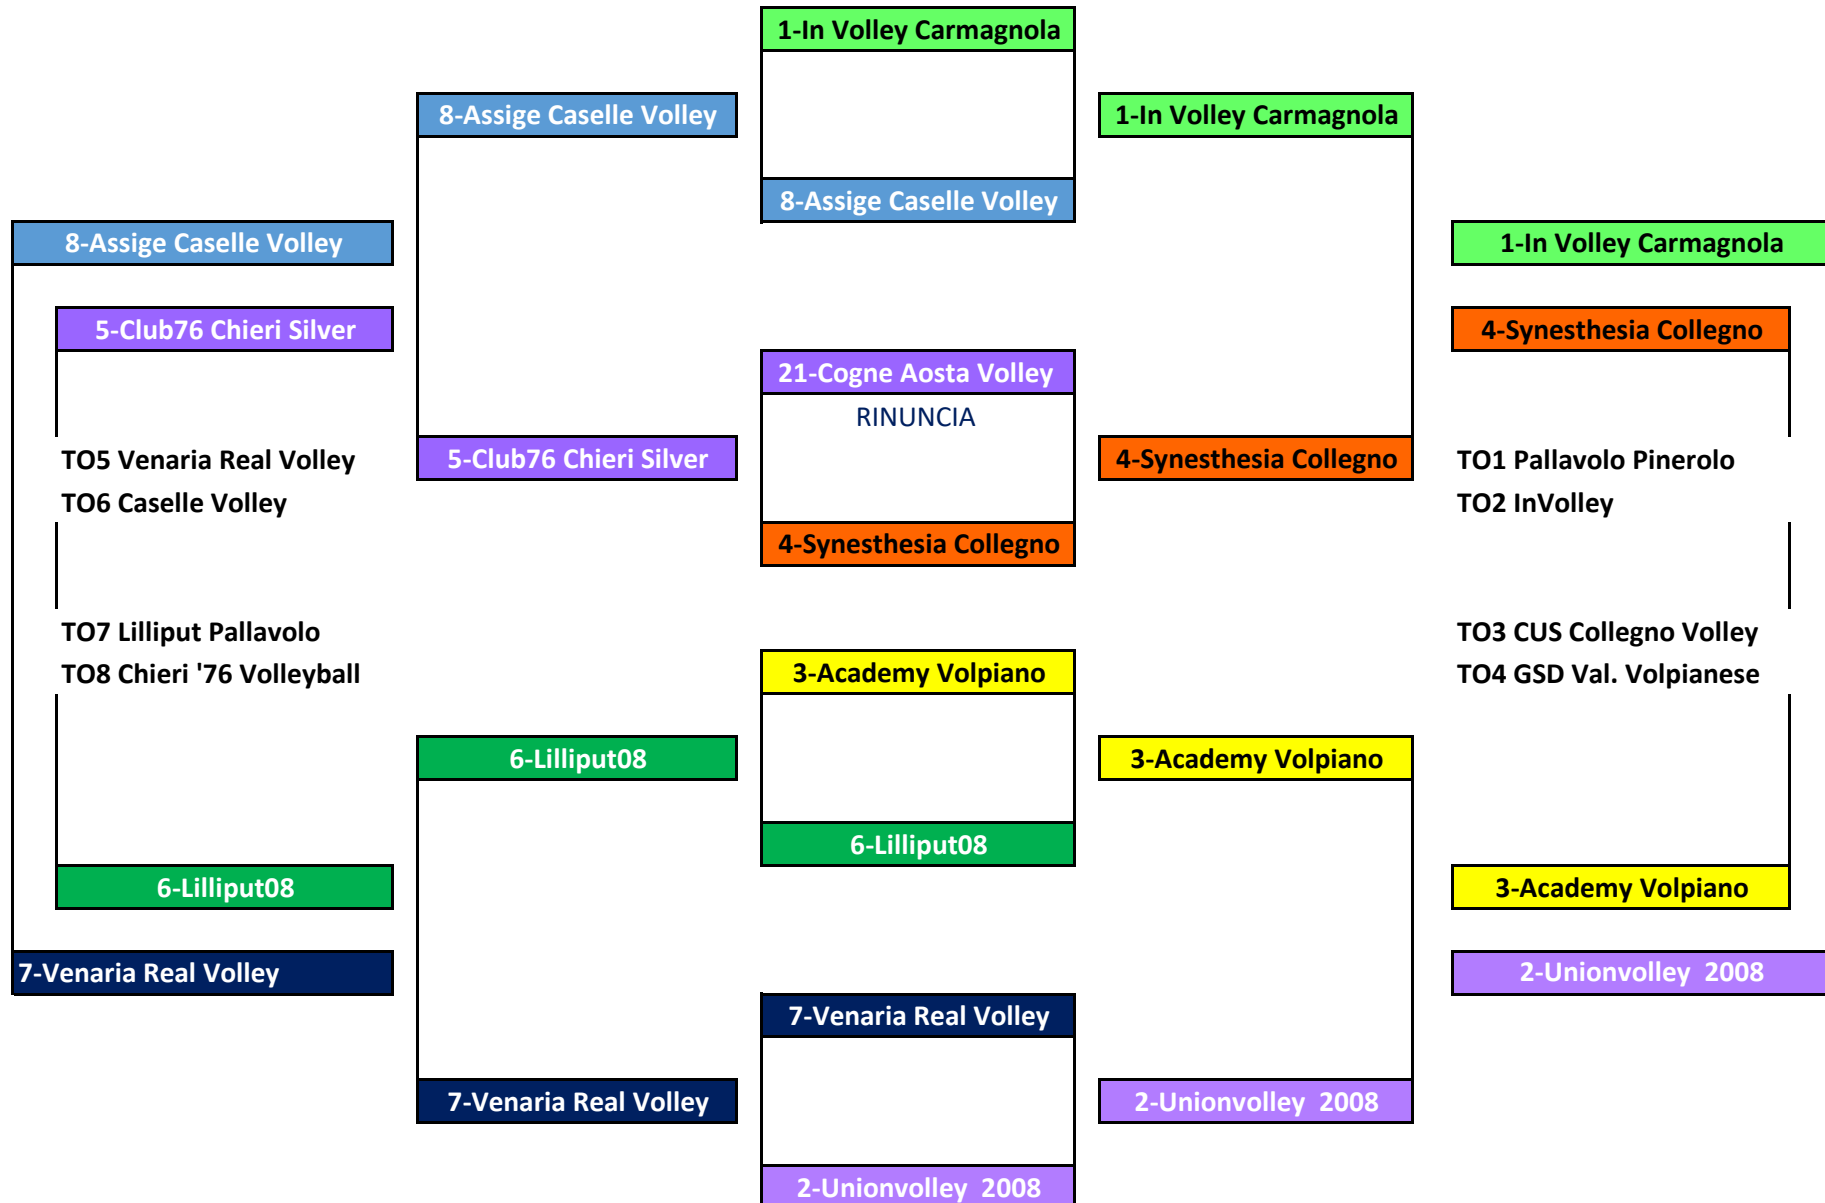 1-In Volley Carmagnola
8-Assige Caselle Volley
1-In Volley Carmagnola
8-Assige Caselle Volley
8-Assige Caselle Volley
1-In Volley Carmagnola
5-Club76 Chieri Silver
4-Synesthesia Collegno
21-Cogne Aosta Volley
RINUNCIA
TO5 Venaria Real Volley
5-Club76 Chieri Silver
4-Synesthesia Collegno
TO1 Pallavolo Pinerolo
TO6 Caselle Volley
TO2 InVolley
4-Synesthesia Collegno
TO7 Lilliput Pallavolo
TO3 CUS Collegno Volley
TO8 Chieri '76 Volleyball
3-Academy Volpiano
TO4 GSD Val. Volpianese
6-Lilliput08
3-Academy Volpiano
6-Lilliput08
6-Lilliput08
3-Academy Volpiano
7-Venaria Real Volley
2-Unionvolley  2008
7-Venaria Real Volley
7-Venaria Real Volley
2-Unionvolley  2008
2-Unionvolley  2008